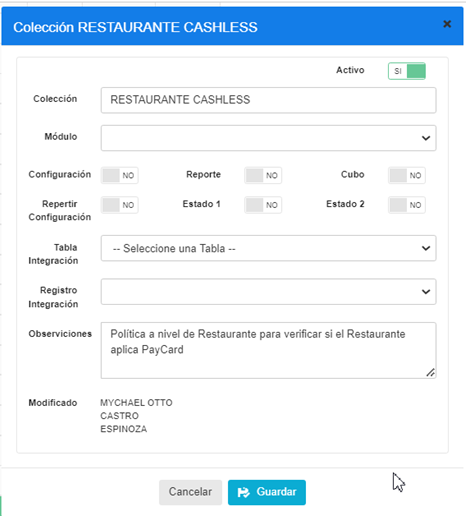 Colección RESTAURANTE CASHLESS
Activo SI
Colección RESTAURANTE CASHLESS
Módulo
Configuración NO Reporte NO Cubo NO
Repertir Configuración NO Estado 1 NO Estado 2 NO
Tabla Integración -- Seleccione una Tabla --
Registro Integración
Observiciones Política a nivel de Restaurante para verificar si el Restaurante
aplica PayCard
Modificado MYCHAEL OTTO
CASTRO
ESPINOZA
Cancelar Guardar